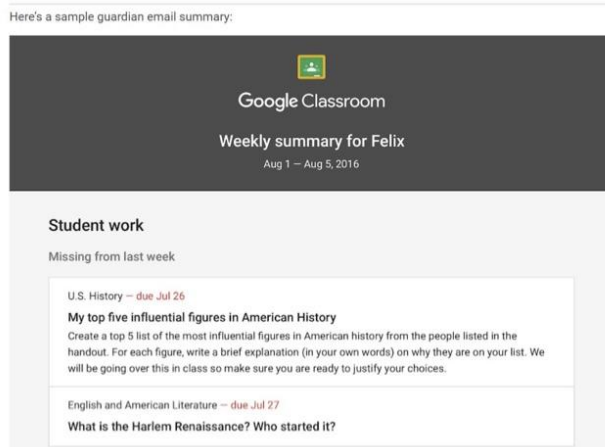 Here's a sample guardian email summary:
Google Classroom
Weekly summary for Felix
Aug 1 — Aug 5, 2016
Student work
Missing from last week
U.S. History — due Jul 26
My top five influential figures in American History
Create a top 5 list of the most influential figures in American history from the people listed in the
handout. For each figure, write a brief explanation (in your own words) on why they are on your list. We
will be going over this in class so make sure you are ready to justify your choices.
English and American Literature — due Jul 27
What is the Harlem Renaissance? Who started it?